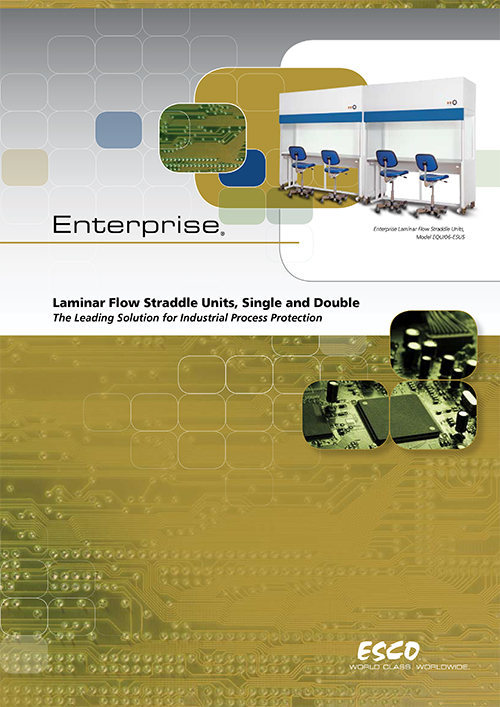 Enterprise Laminar Flow Straddle Units,
Model EQU/06-ESUS
Enterprise®
Laminar Flow Straddle Units, Single and Double
The Leading Solution for Industrial Process Protection
ESCO
WORLD CLASS. WORLDWIDE.